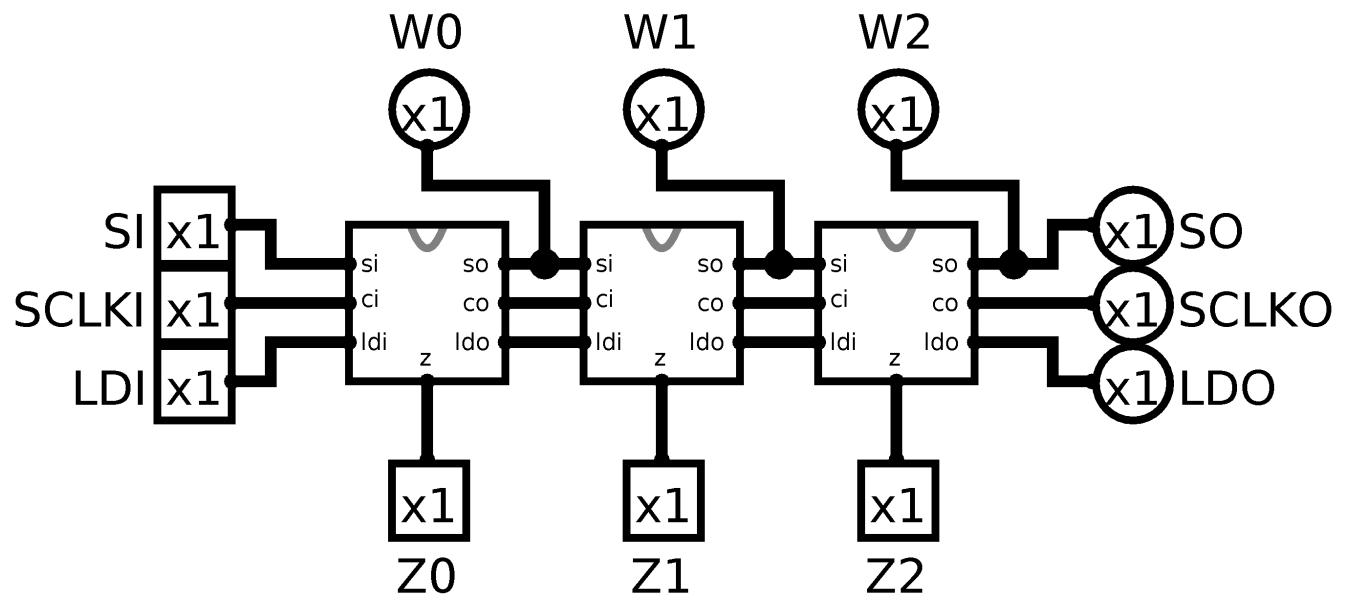 W0 W1 W2
x1 x1 x1
SI x1 si so si so si so x1 SO
SCLKI x1 ci co ci co ci co x1 SCLKO
LDI x1 ldi ldo ldi ldo ldi ldo x1 LDO
z z z
x1 x1 x1
Z0 Z1 Z2